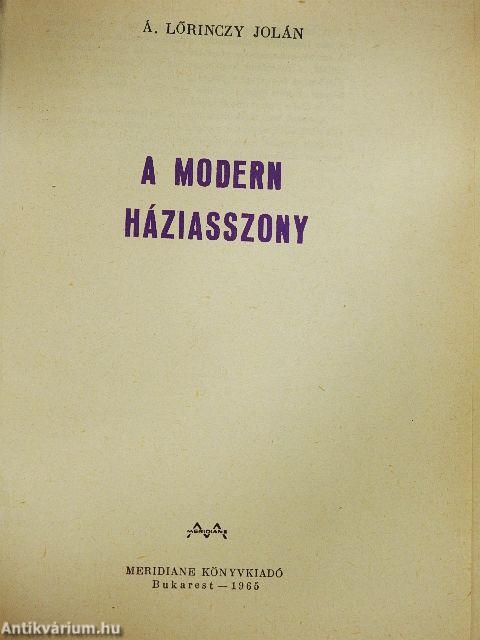 Á. LŐRINCZY JOLÁN
A MODERN
HÁZIASSZONY
MERIDIANE
MERIDIANE KÖNYVKIADÓ
Bukarest — 1965
Antikvárium.hu